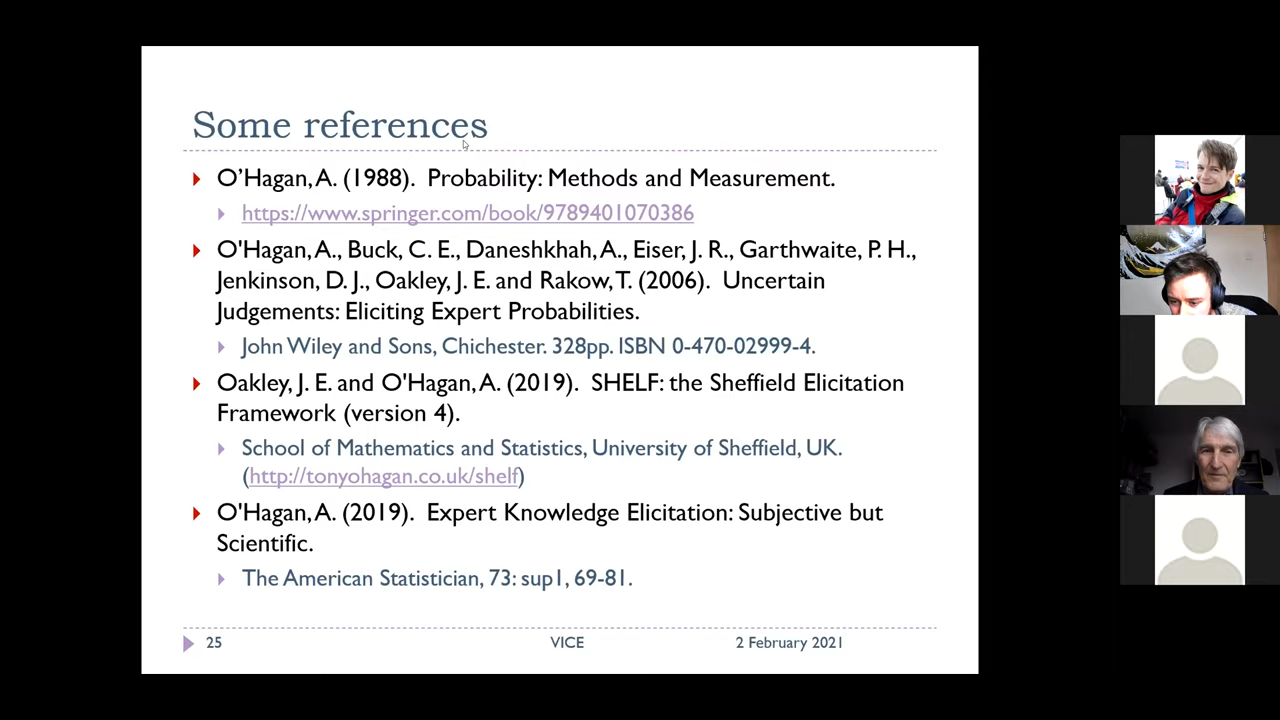 Some references
O’Hagan, A. (1988). Probability: Methods and Measurement.
https://www.springer.com/book/9789401070386
O'Hagan, A., Buck, C. E., Daneshkhah, A., Eiser, J. R., Garthwaite, P. H.,
Jenkinson, D. J., Oakley, J. E. and Rakow, T. (2006). Uncertain
Judgements: Eliciting Expert Probabilities.
John Wiley and Sons, Chichester. 328pp. ISBN 0-470-02999-4.
Oakley, J. E. and O'Hagan, A. (2019). SHELF: the Sheffield Elicitation
Framework (version 4).
School of Mathematics and Statistics, University of Sheffield, UK.
(http://tonyohagan.co.uk/shelf)
O'Hagan, A. (2019). Expert Knowledge Elicitation: Subjective but
Scientific.
The American Statistician, 73: sup1, 69-81.
25 VICE 2 February 2021